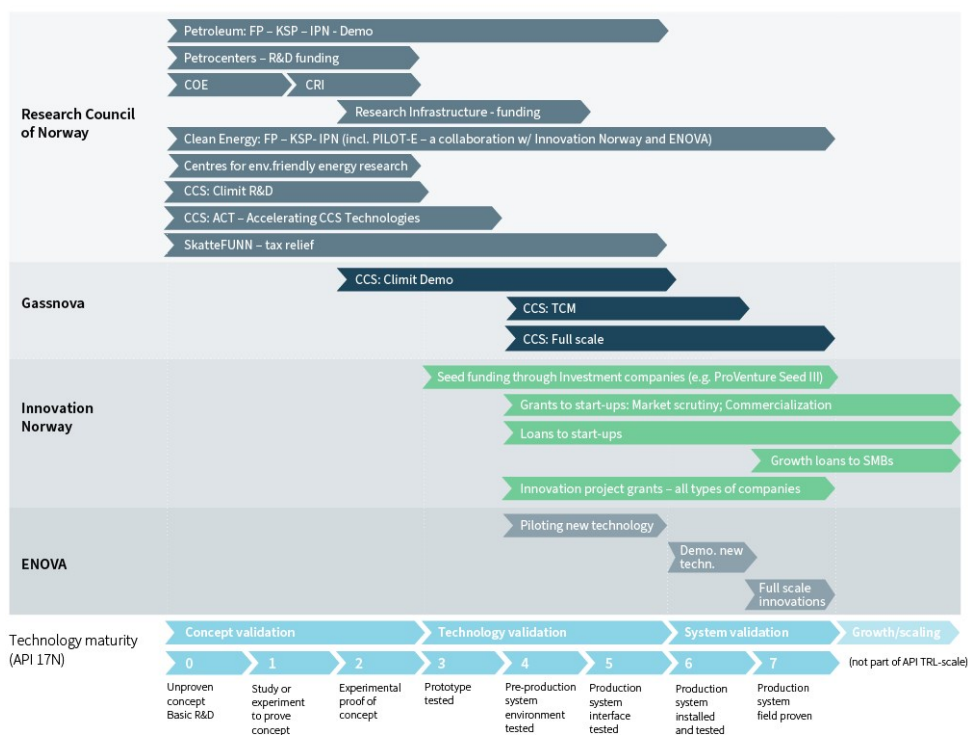 Research Council
of Norway
Petroleum: FP – KSP – IPN - Demo
Petrocenters – R&D funding
COE
CRI
Research Infrastructure - funding
Clean Energy: FP – KSP- IPN (incl. PILOT-E – a collaboration w/ Innovation Norway and ENOVA)
Centres for env.friendly energy research
CCS: Climit R&D
CCS: ACT – Accelerating CCS Technologies
SkatteFUNN – tax relief
Gassnova
CCS: Climit Demo
CCS: TCM
CCS: Full scale
Innovation
Norway
Seed funding through Investment companies (e.g. ProVenture Seed III)
Grants to start-ups: Market scrutiny; Commercialization
Loans to start-ups
Growth loans to SMBs
Innovation project grants – all types of companies
ENOVA
Piloting new technology
Demo. new
techn.
Full scale
innovations
Technology maturity
(API 17N)
Concept validation
Technology validation
System validation
Growth/scaling
0
1
2
3
4
5
6
7
(not part of API TRL-scale)
Unproven
concept
Basic R&D
Study or
experiment
to prove
concept
Experimental
proof of
concept
Prototype
tested
Pre-production
system
environment
tested
Production
system
interface
tested
Production
system
installed
and tested
Production
system
field proven